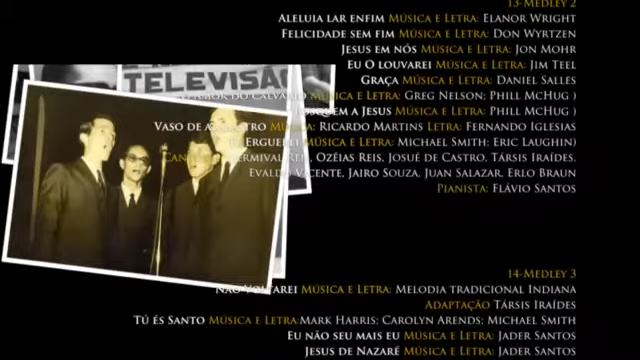 13-Medley 2
Aleluia lar enfim Música e Letra: Elanor Wright
Felicidade sem fim Música e Letra: Don Wyrtzen
Jesus em nós Música e Letra: Jon Mohr
Eu O louvarei Música e Letra: Jim Teel
Graça Música e Letra: Daniel Salles
TELEVISÃO
do Calvário Música e Letra: Greg Nelson; Phill McHug )
a Jesus Música e Letra: Phill McHug )
Vaso de Música: Ricardo Martins Letra: Fernando Iglesias
Erguei Música e Letra: Michael Smith; Eric Laughin)
Ozéias Reis, Josué de Castro, Társis Iraídes,
Evaldo Vicente, Jairo Souza, Juan Salazar, Erlo Braun
Pianista: Flávio Santos
14-Medley 3
Música e Letra: Melodia tradicional Indiana
Adaptação Társis Iraídes
Tú és Santo Música e Letra:Mark Harris; Carolyn Arends; Michael Smith
Eu não seu mais eu Música e Letra: Jader Santos
Jesus de Nazaré Música e Letra: Jader Santos